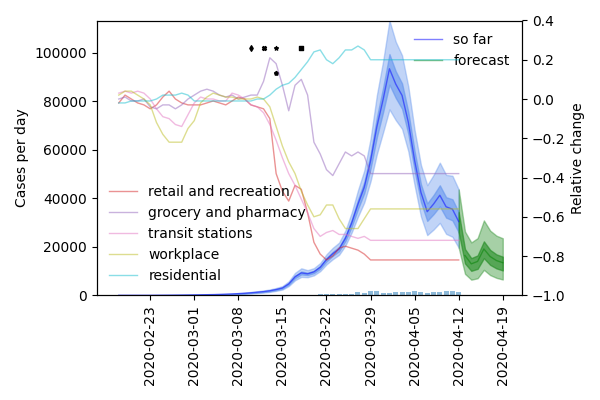 100000
80000
60000
40000
20000
0
Cases per day
so far
forecast
retail and recreation
grocery and pharmacy
transit stations
workplace
residential
0.4
0.2
0.0
−0.2
−0.4
−0.6
−0.8
−1.0
Relative change
2020-02-23
2020-03-01
2020-03-08
2020-03-15
2020-03-22
2020-03-29
2020-04-05
2020-04-12
2020-04-19